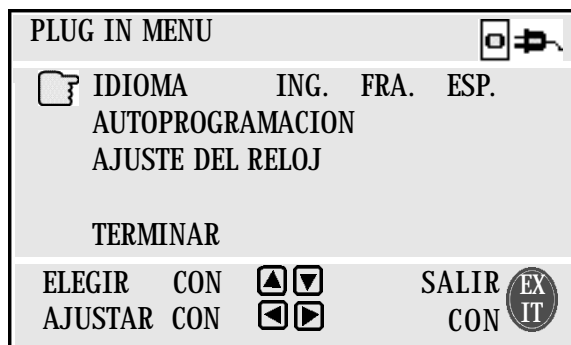 PLUG IN MENU
IDIOMA ING. FRA. ESP.
AUTOPROGRAMACION
AJUSTE DEL RELOJ
TERMINAR
ELEGIR CON ▲▼ SALIR EX
AJUSTAR CON ◀▶ CON IT